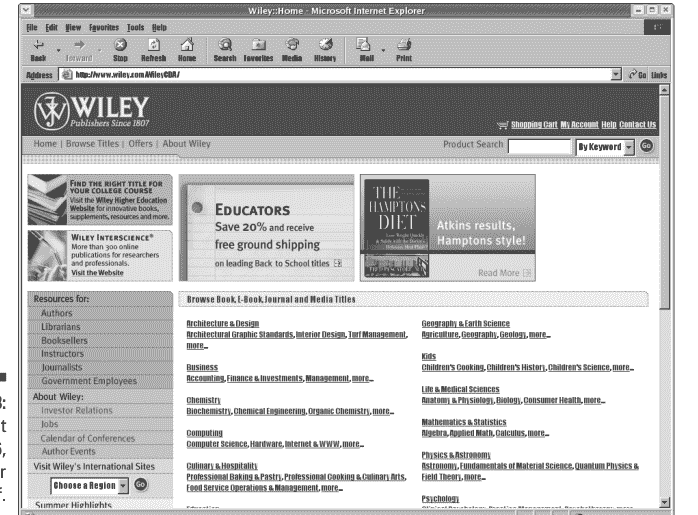 Wiley::Home - Microsoft Internet Explorer
File Edit View Favorites Tools Help
Back Forward Stop Refresh Home Search Favorites Media History Mail Print
Address http://www.wiley.com/WileyCDA/ Go Links
WILEY
Publishers Since 1807
Shopping Cart My Account Help Contact Us
Home | Browse Titles | Offers | About Wiley
Product Search By Keyword Go
FIND THE RIGHT TITLE FOR
YOUR COLLEGE COURSE
Visit the Wiley Higher Education
Website for innovative books,
supplements, resources and more.
WILEY INTERSCIENCE®
More than 300 online
publications for researchers
and professionals.
Visit the Website
EDUCATORS
Save 20% and receive
free ground shipping
on leading Back to School titles
THE
HAMPTONS
DIET
Atkins results,
Hamptons style!
Read More
Resources for:
Authors
Librarians
Booksellers
Instructors
Journalists
Government Employees
About Wiley:
Investor Relations
Jobs
Calendar of Conferences
Author Events
Visit Wiley's International Sites
Choose a Region Go
Summer Highlights
Browse Book, E-Book, Journal and Media Titles
Architecture & Design
Architectural Graphic Standards, Interior Design, Turf Management,
more...
Business
Accounting, Finance & Investments, Management, more...
Chemistry
Biochemistry, Chemical Engineering, Organic Chemistry, more...
Computing
Computer Science, Hardware, Internet & WWW, more...
Culinary & Hospitality
Professional Baking & Pastry, Professional Cooking & Culinary Arts,
Food Service Operations & Management, more...
Education
Geography & Earth Science
Agriculture, Geography, Geology, more...
Kids
Children's Cooking, Children's History, Children's Science, more...
Life & Medical Sciences
Anatomy & Physiology, Biology, Consumer Health, more...
Mathematics & Statistics
Algebra, Applied Math, Calculus, more...
Physics & Astronomy
Astronomy, Fundamentals of Material Science, Quantum Physics &
Field Theory, more...
Psychology